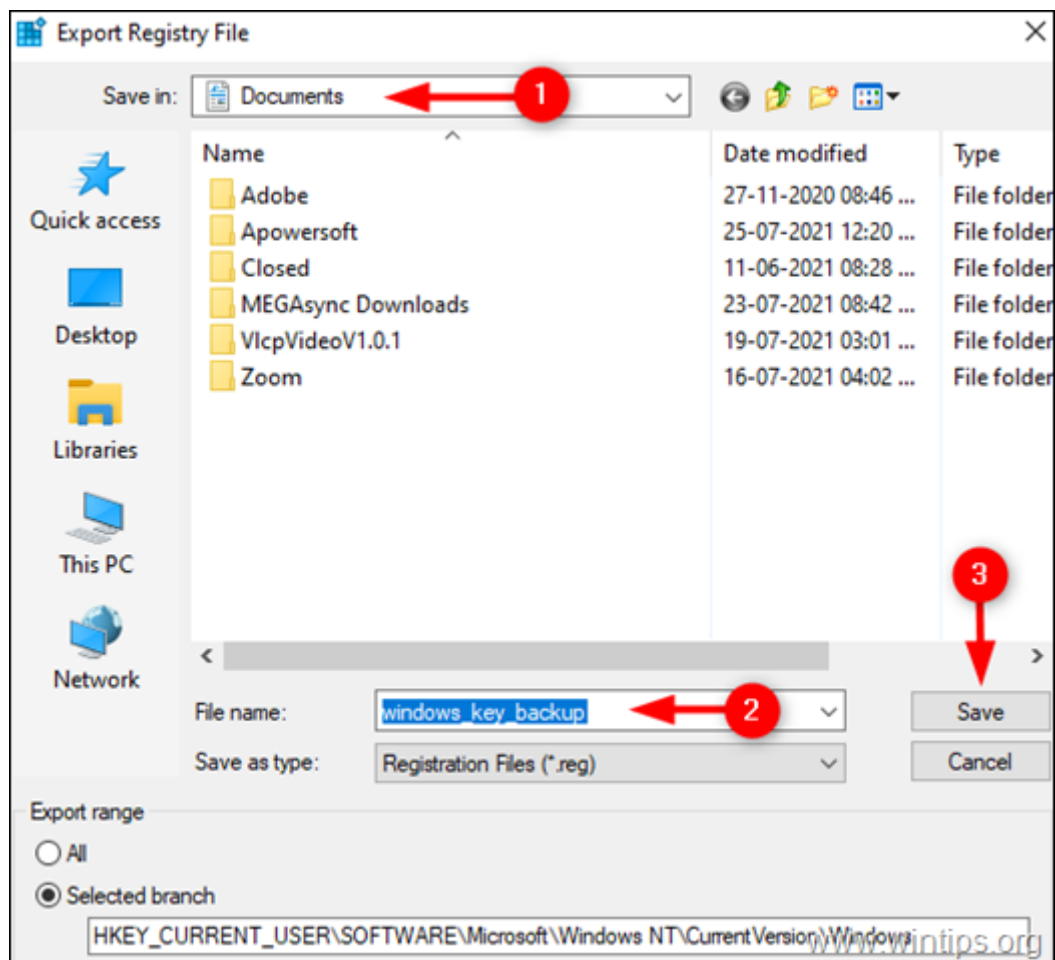 Export Registry File
Save in: Documents 1
Name Date modified Type
Quick access
Adobe 27-11-2020 08:46 ... File folder
Apowersoft 25-07-2021 12:20 ... File folder
Closed 11-06-2021 08:28 ... File folder
MEGAsync Downloads 23-07-2021 08:42 ... File folder
VlcpVideoV1.0.1 19-07-2021 03:01 ... File folder
Zoom 16-07-2021 04:02 ... File folder
Desktop
Libraries
This PC
3
Network
File name: windows_key_backup 2 Save
Save as type: Registration Files (*.reg) Cancel
Export range
All
Selected branch
HKEY_CURRENT_USER\SOFTWARE\Microsoft\Windows NT\CurrentVersion\Windows
www.wintips.org